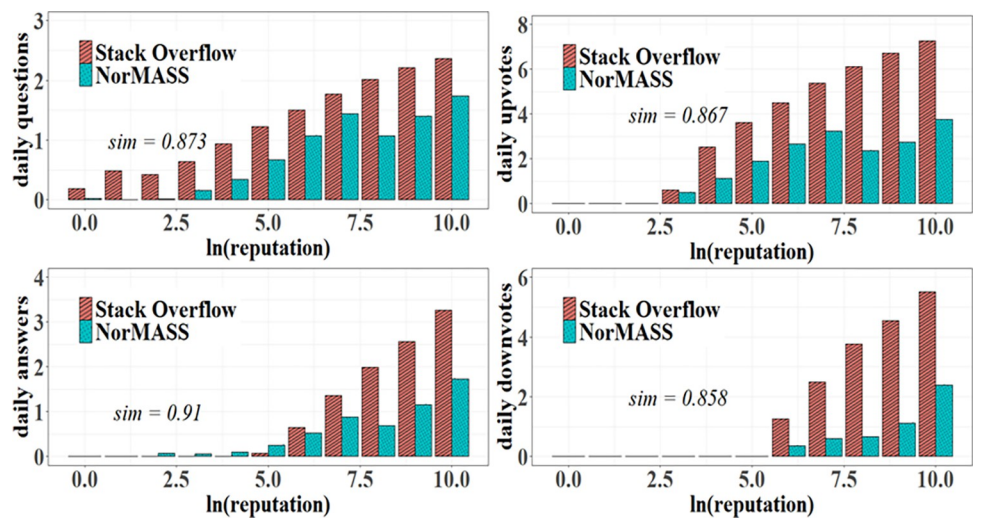 daily questions
3
2
1
0
Stack Overflow
NorMASS
sim = 0.873
0.0 2.5 5.0 7.5 10.0
ln(reputation)
daily upvotes
8
6
4
2
0
Stack Overflow
NorMASS
sim = 0.867
0.0 2.5 5.0 7.5 10.0
ln(reputation)
daily answers
4
3
2
1
0
Stack Overflow
NorMASS
sim = 0.91
0.0 2.5 5.0 7.5 10.0
ln(reputation)
daily downvotes
6
4
2
0
Stack Overflow
NorMASS
sim = 0.858
0.0 2.5 5.0 7.5 10.0
ln(reputation)